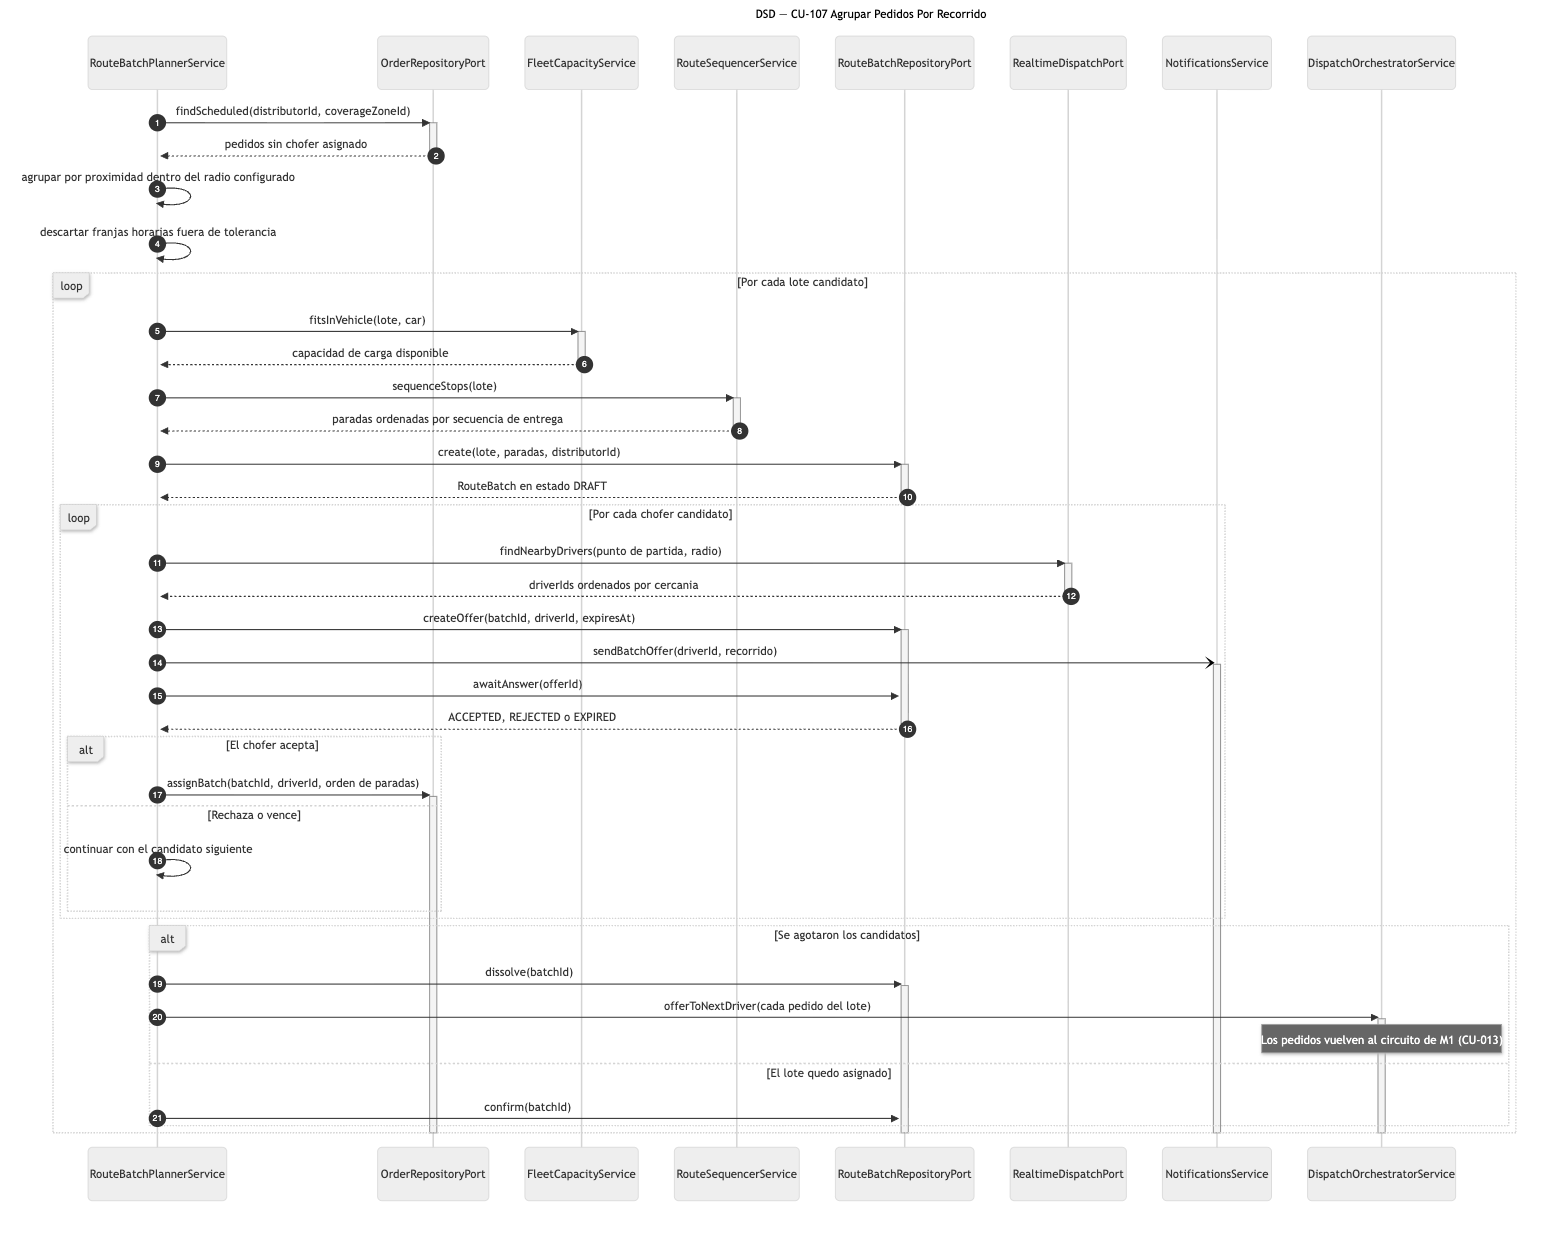 DSD — CU-107 Agrupar Pedidos Por Recorrido
RouteBatchPlannerService
OrderRepositoryPort
FleetCapacityService
RouteSequencerService
RouteBatchRepositoryPort
RealtimeDispatchPort
NotificationsService
DispatchOrchestratorService
findScheduled(distributorId, coverageZoneId)
1
pedidos sin chofer asignado
2
agrupar por proximidad dentro del radio configurado
3
descartar franjas horarias fuera de tolerancia
4
loop
[Por cada lote candidato]
fitsInVehicle(lote, car)
5
capacidad de carga disponible
6
sequenceStops(lote)
7
paradas ordenadas por secuencia de entrega
8
create(lote, paradas, distributorId)
9
RouteBatch en estado DRAFT
10
loop
[Por cada chofer candidato]
findNearbyDrivers(punto de partida, radio)
11
driverIds ordenados por cercania
12
createOffer(batchId, driverId, expiresAt)
13
sendBatchOffer(driverId, recorrido)
14
awaitAnswer(offerId)
15
ACCEPTED, REJECTED o EXPIRED
16
alt
[El chofer acepta]
assignBatch(batchId, driverId, orden de paradas)
17
[Rechaza o vence]
continuar con el candidato siguiente
18
alt
[Se agotaron los candidatos]
dissolve(batchId)
19
offerToNextDriver(cada pedido del lote)
20
Los pedidos vuelven al circuito de M1 (CU-013)
[El lote quedo asignado]
confirm(batchId)
21
RouteBatchPlannerService
OrderRepositoryPort
FleetCapacityService
RouteSequencerService
RouteBatchRepositoryPort
RealtimeDispatchPort
NotificationsService
DispatchOrchestratorService